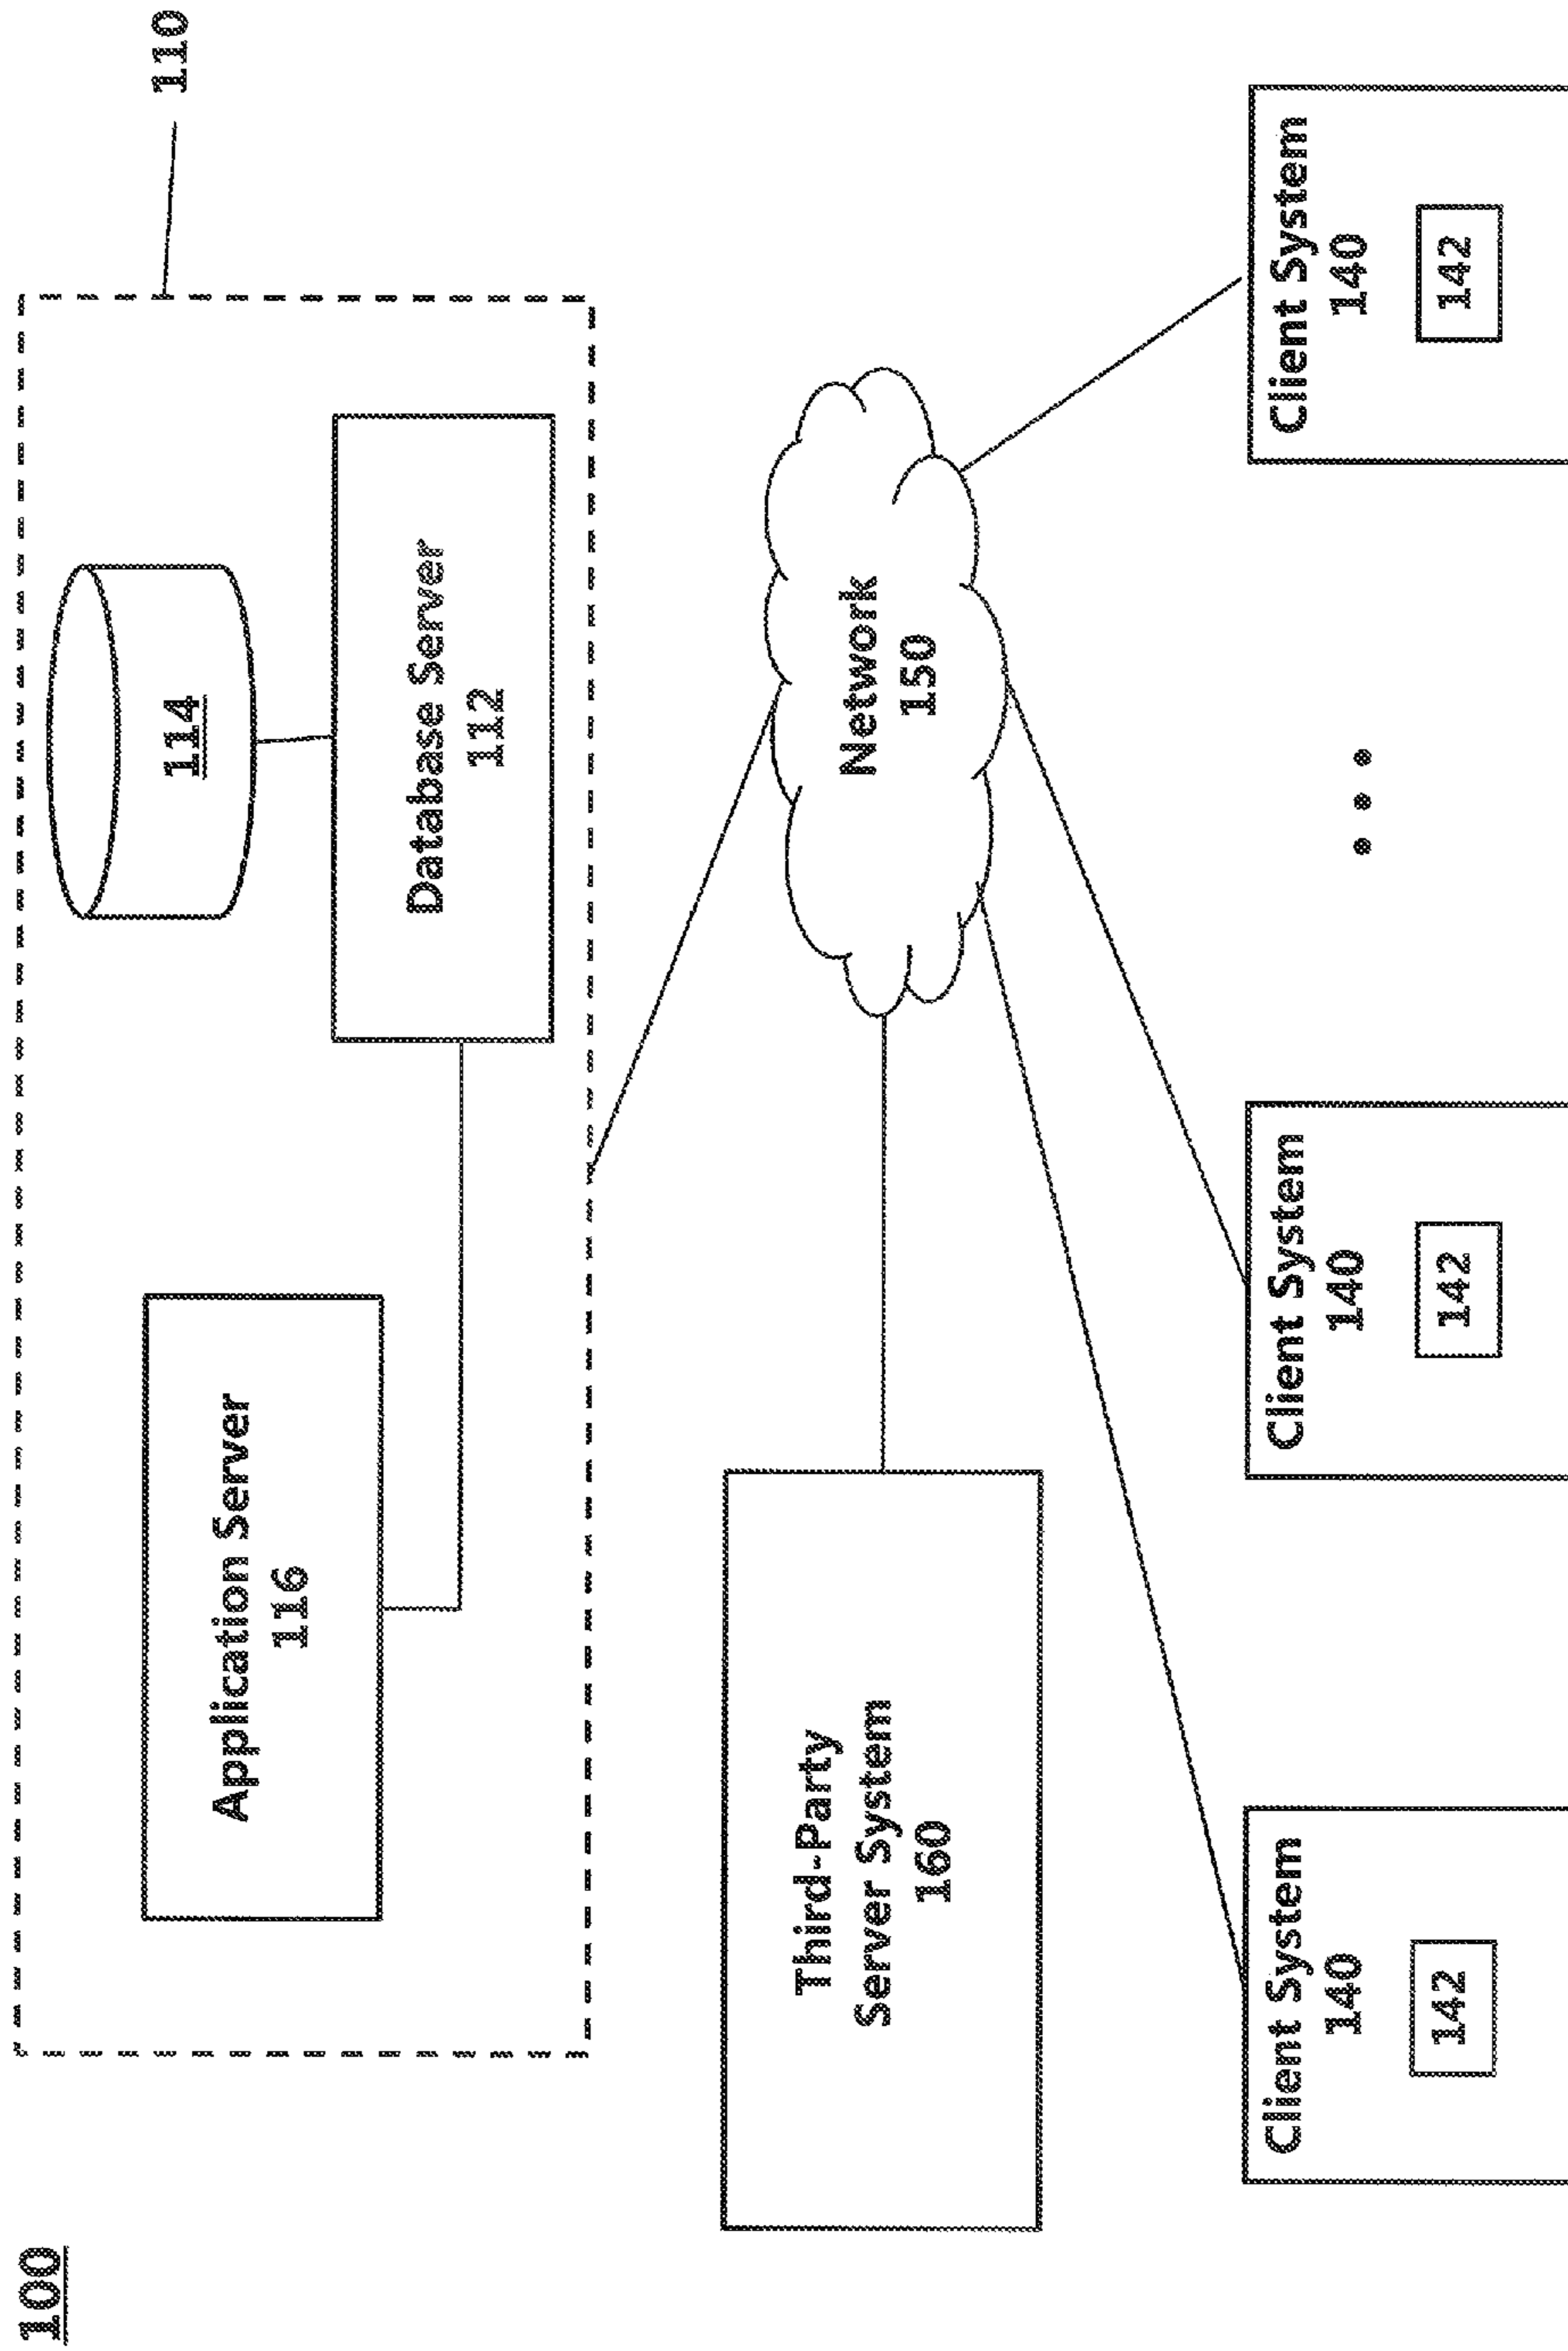 100
110
114
Application Server
116
Database Server
112
Third-Party
Server System
160
Network
150
Client System
140
142
Client System
140
142
Client System
140
142